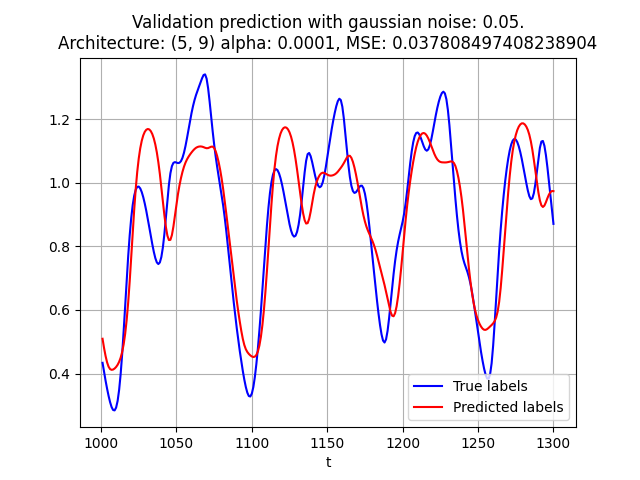 Validation prediction with gaussian noise: 0.05.
Architecture: (5, 9) alpha: 0.0001, MSE: 0.037808497408238904
1.2
1.0
0.8
0.6
0.4
True labels
Predicted labels
1000 1050 1100 1150 1200 1250 1300
t